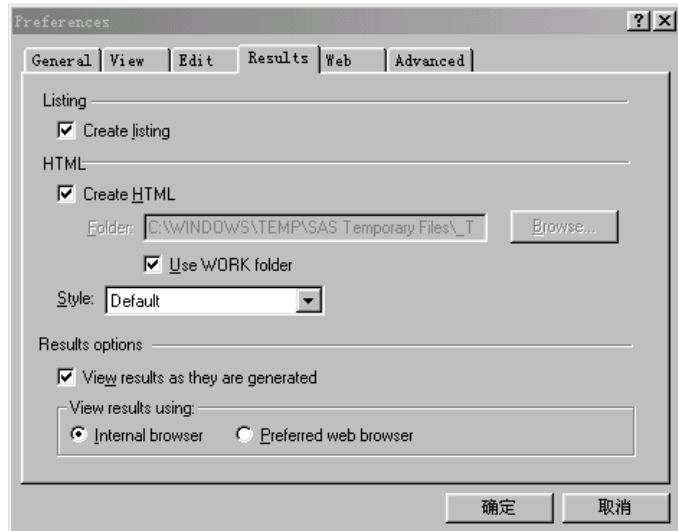 Preferences
General View Edit Results Web Advanced
Listing
Create listing
HTML
Create HTML
Folder: C:\WINDOWS\TEMP\SAS Temporary Files\_T Browse...
Use WORK folder
Style: Default
Results options
View results as they are generated
View results using:
Internal browser Preferred web browser
确定 取消